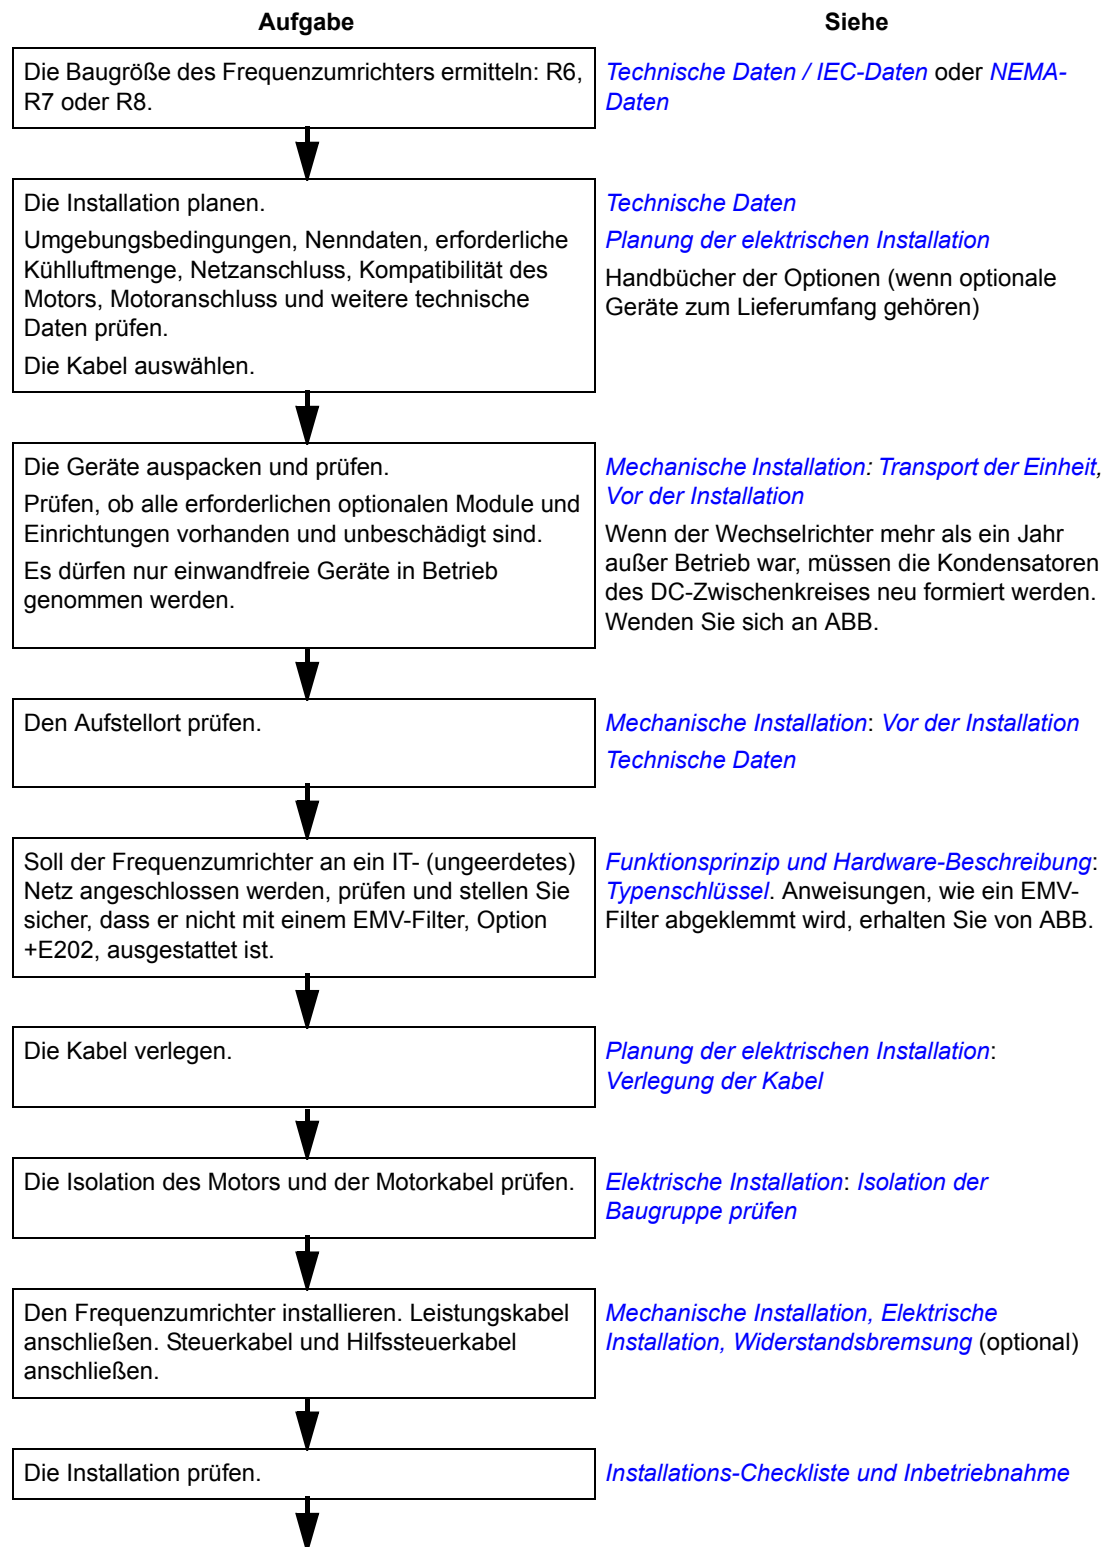 Aufgabe
Siehe
Die Baugröße des Frequenzumrichters ermitteln: R6,
R7 oder R8.
Technische Daten / IEC-Daten oder NEMA-
Daten
Die Installation planen.
Umgebungsbedingungen, Nenndaten, erforderliche
Kühlluftmenge, Netzanschluss, Kompatibilität des
Motors, Motoranschluss und weitere technische
Daten prüfen.
Die Kabel auswählen.
Technische Daten
Planung der elektrischen Installation
Handbücher der Optionen (wenn optionale
Geräte zum Lieferumfang gehören)
Die Geräte auspacken und prüfen.
Prüfen, ob alle erforderlichen optionalen Module und
Einrichtungen vorhanden und unbeschädigt sind.
Es dürfen nur einwandfreie Geräte in Betrieb
genommen werden.
Mechanische Installation: Transport der Einheit,
Vor der Installation
Wenn der Wechselrichter mehr als ein Jahr
außer Betrieb war, müssen die Kondensatoren
des DC-Zwischenkreises neu formiert werden.
Wenden Sie sich an ABB.
Den Aufstellort prüfen.
Mechanische Installation: Vor der Installation
Technische Daten
Soll der Frequenzumrichter an ein IT- (ungeerdetes)
Netz angeschlossen werden, prüfen und stellen Sie
sicher, dass er nicht mit einem EMV-Filter, Option
+E202, ausgestattet ist.
Funktionsprinzip und Hardware-Beschreibung:
Typenschlüssel. Anweisungen, wie ein EMV-
Filter abgeklemmt wird, erhalten Sie von ABB.
Die Kabel verlegen.
Planung der elektrischen Installation:
Verlegung der Kabel
Die Isolation des Motors und der Motorkabel prüfen.
Elektrische Installation: Isolation der
Baugruppe prüfen
Den Frequenzumrichter installieren. Leistungskabel
anschließen. Steuerkabel und Hilfssteuerkabel
anschließen.
Mechanische Installation, Elektrische
Installation, Widerstandsbremsung (optional)
Die Installation prüfen.
Installations-Checkliste und Inbetriebnahme